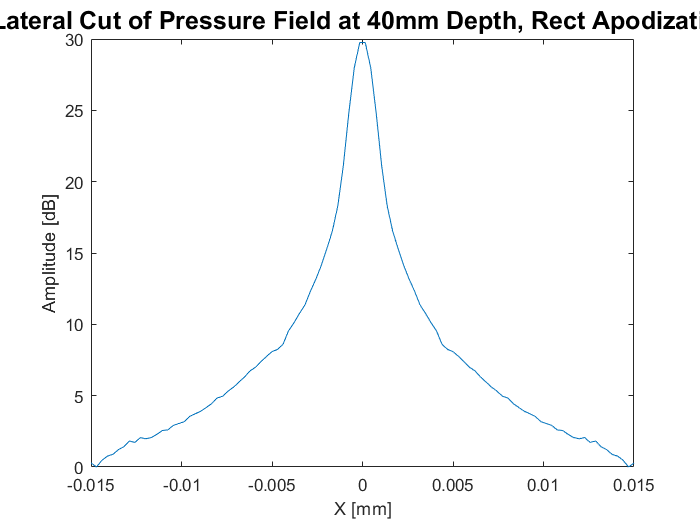 Lateral Cut of Pressure Field at 40mm Depth, Rect Apodizati
30
25
20
15
10
5
0
Amplitude [dB]
-0.015 -0.01 -0.005 0 0.005 0.01 0.015
X [mm]